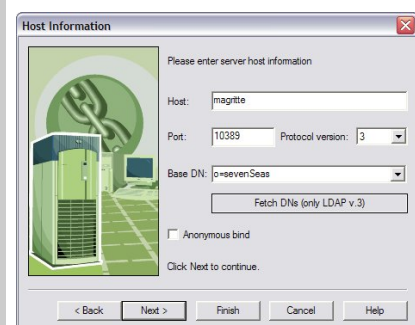 Host Information
Please enter server host information
Host: magritte
Port: 10389 Protocol version: 3
Base DN: o=sevenSeas
Fetch DNs (only LDAP v.3)
Anonymous bind
Click Next to continue.
< Back Next > Finish Cancel Help